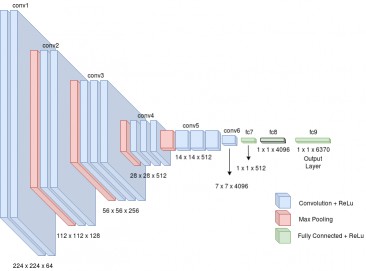 conv1
conv2
conv3
conv4
conv5
conv6
fc7
fc8
fc9
1 x 1 x 4096
1 x 1 x 6370
Output
Layer
14 x 14 x 512
1 x 1 x 512
28 x 28 x 512
7 x 7 x 4096
56 x 56 x 256
112 x 112 x 128
224 x 224 x 64
Convolution + ReLu
Max Pooling
Fully Connected + ReLu